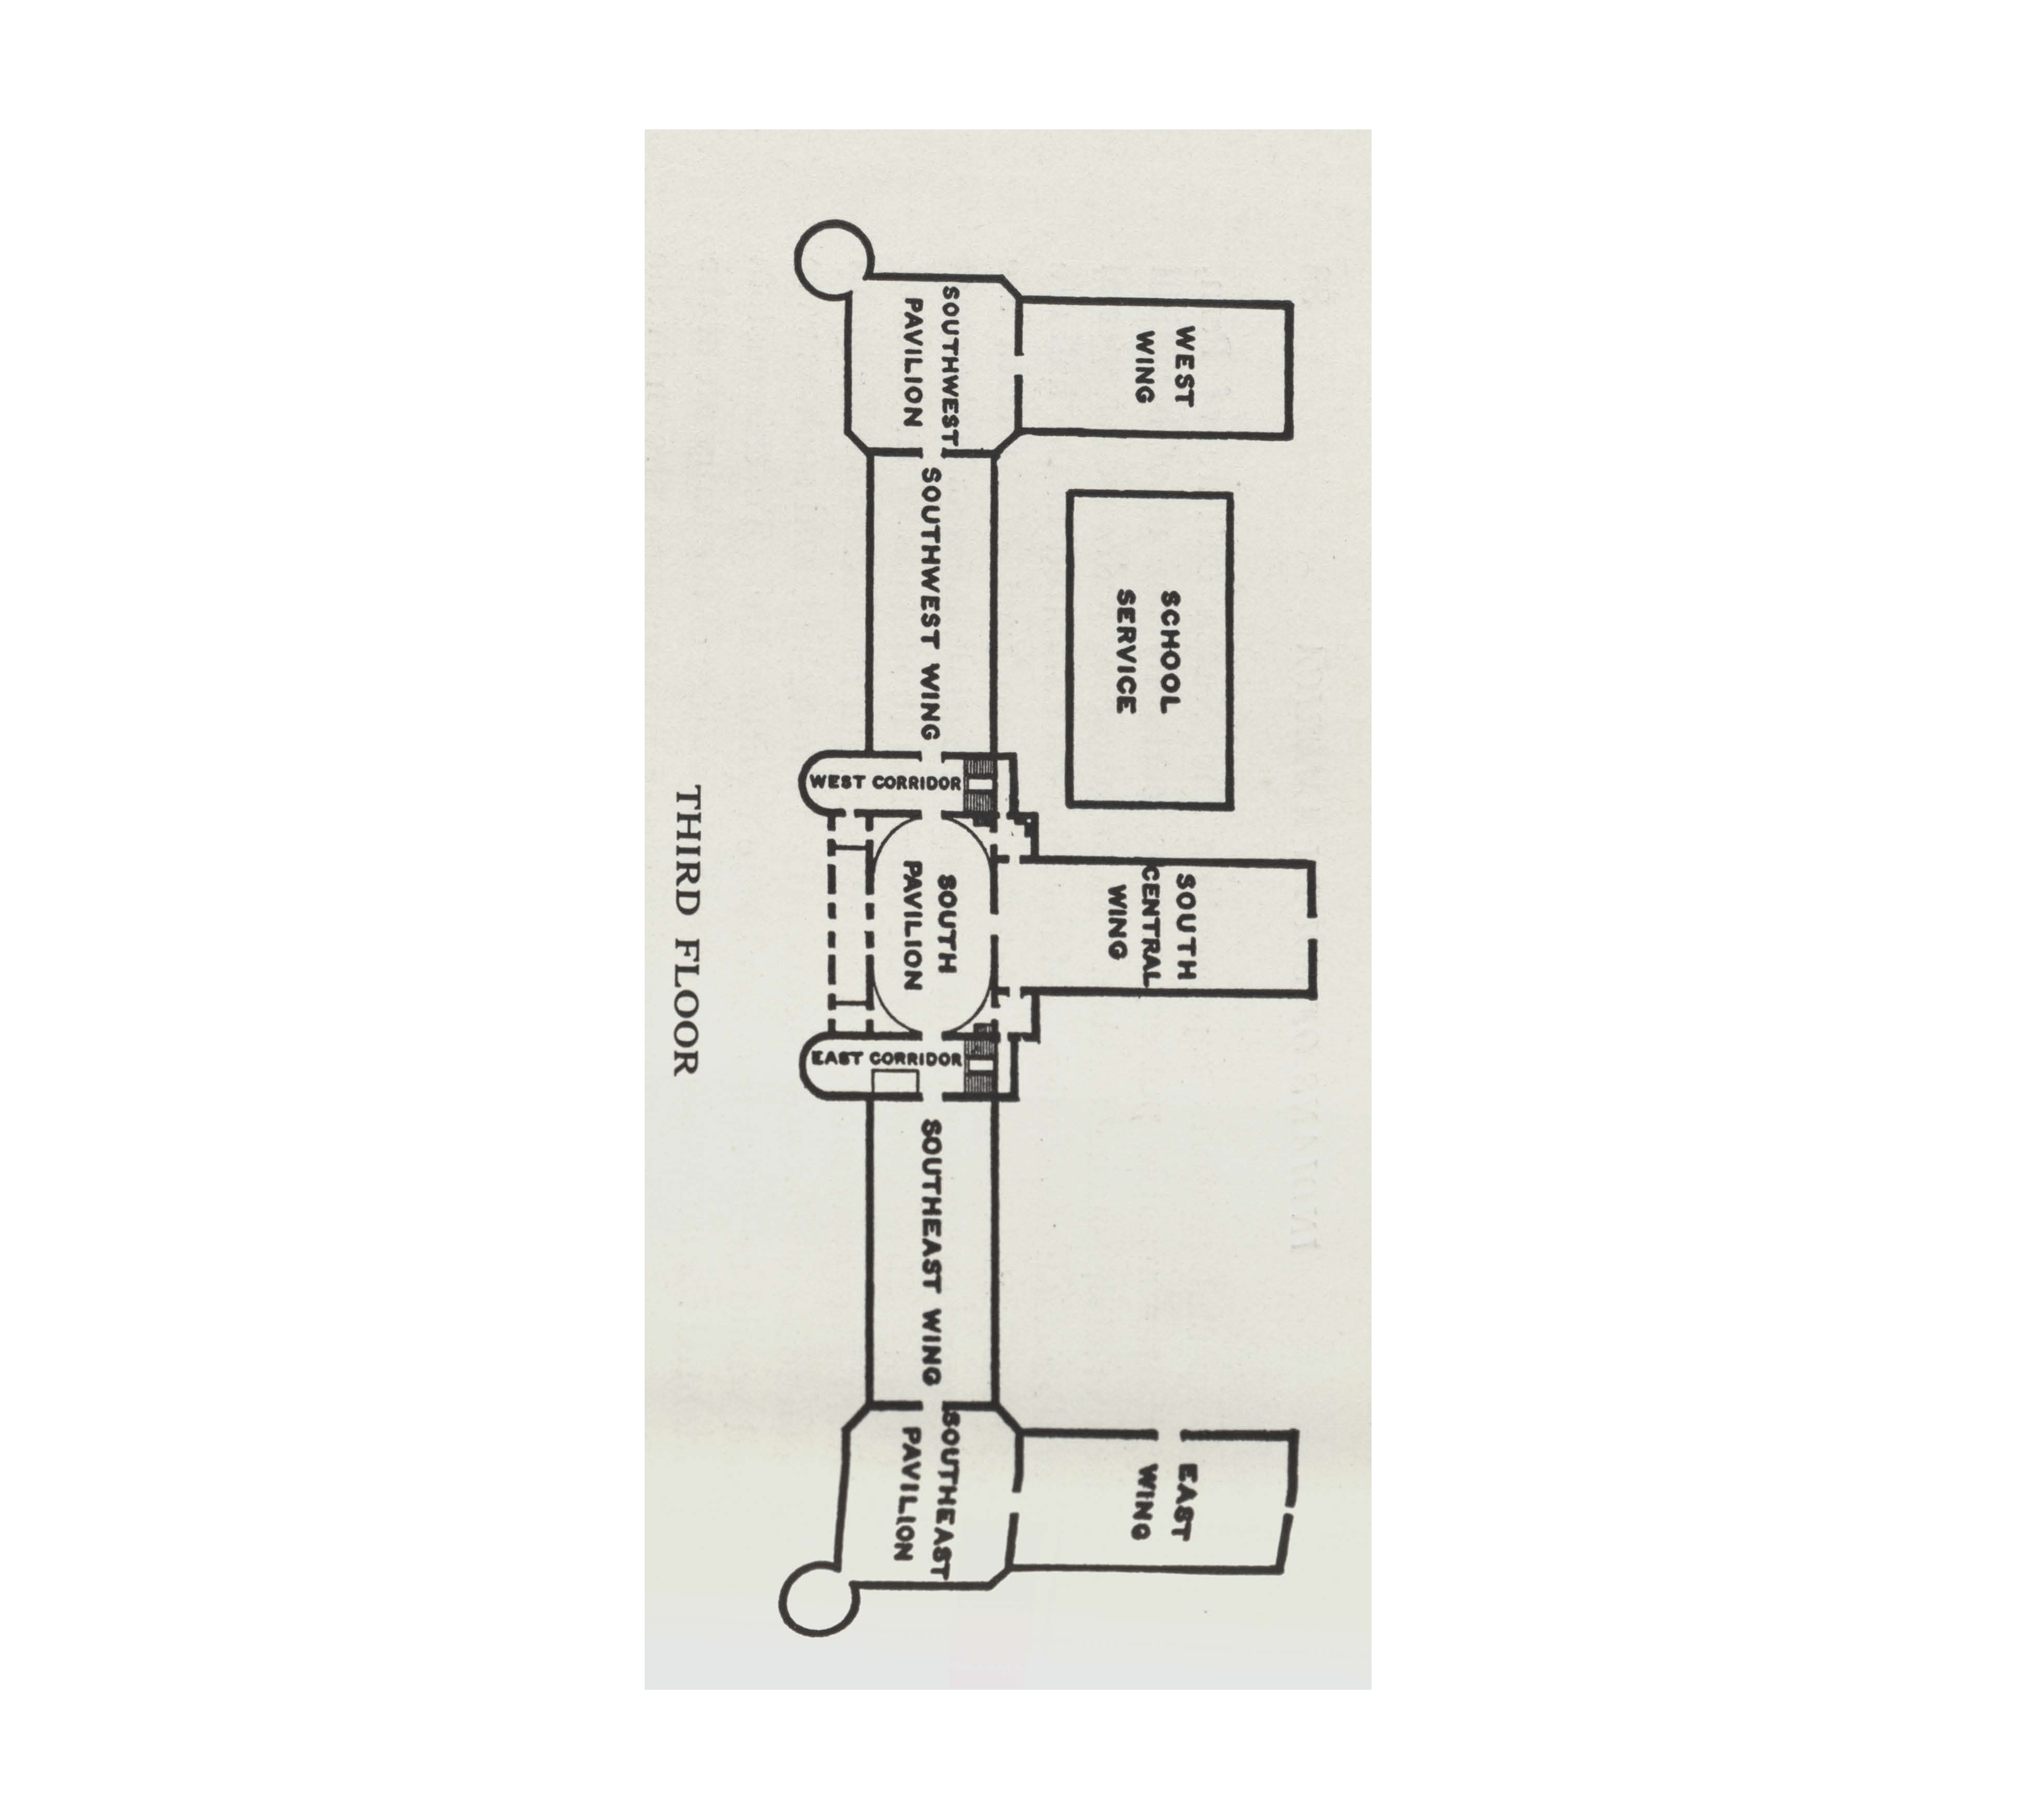 WEST
WING
SCHOOL
SERVICE
SOUTH
CENTRAL
WING
EAST
WING
SOUTHWEST
PAVILION
SOUTHWEST WING
WEST CORRIDOR
SOUTH
PAVILION
EAST CORRIDOR
SOUTHEAST WING
SOUTHEAST
PAVILION
THIRD FLOOR